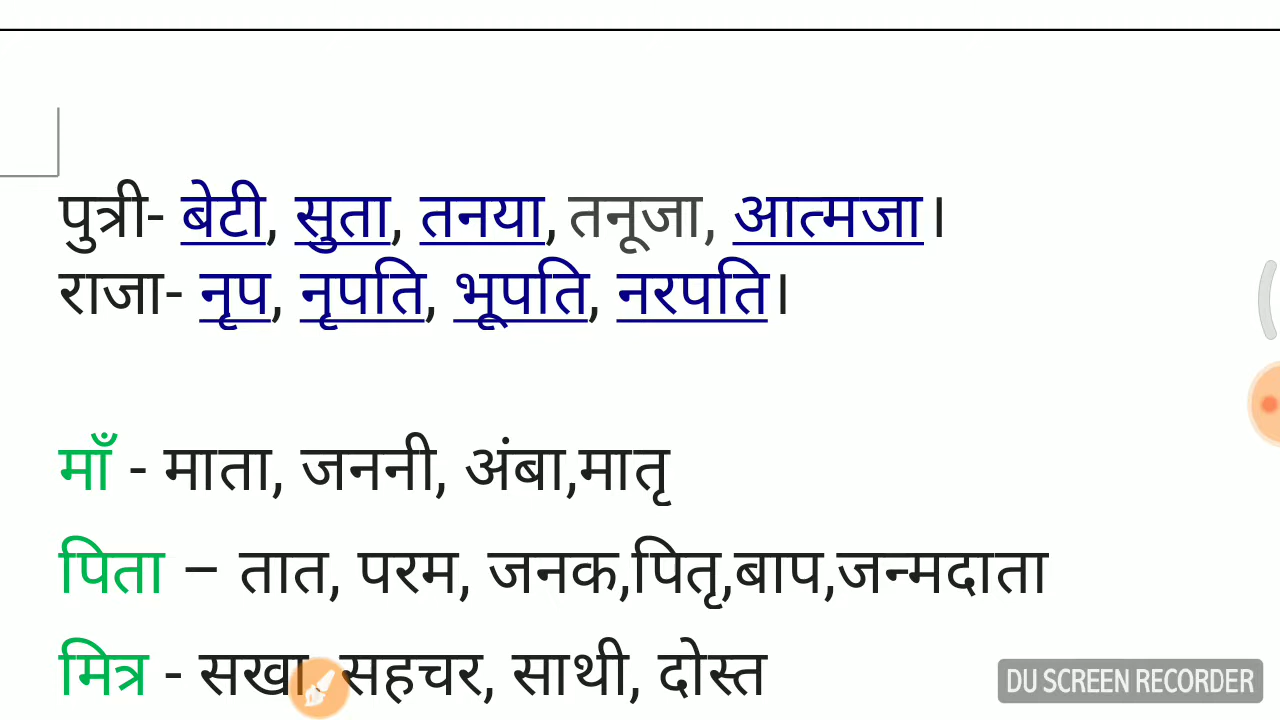 पुत्री- बेटी, सुता, तनया, तनूजा, आत्मजा।
राजा- नृप, नृपति, भूपति, नरपति।
माँ - माता, जननी, अंबा,मातृ
पिता – तात, परम, जनक,पितृ,बाप,जन्मदाता
मित्र - सखा, सहचर, साथी, दोस्त
DU SCREEN RECORDER